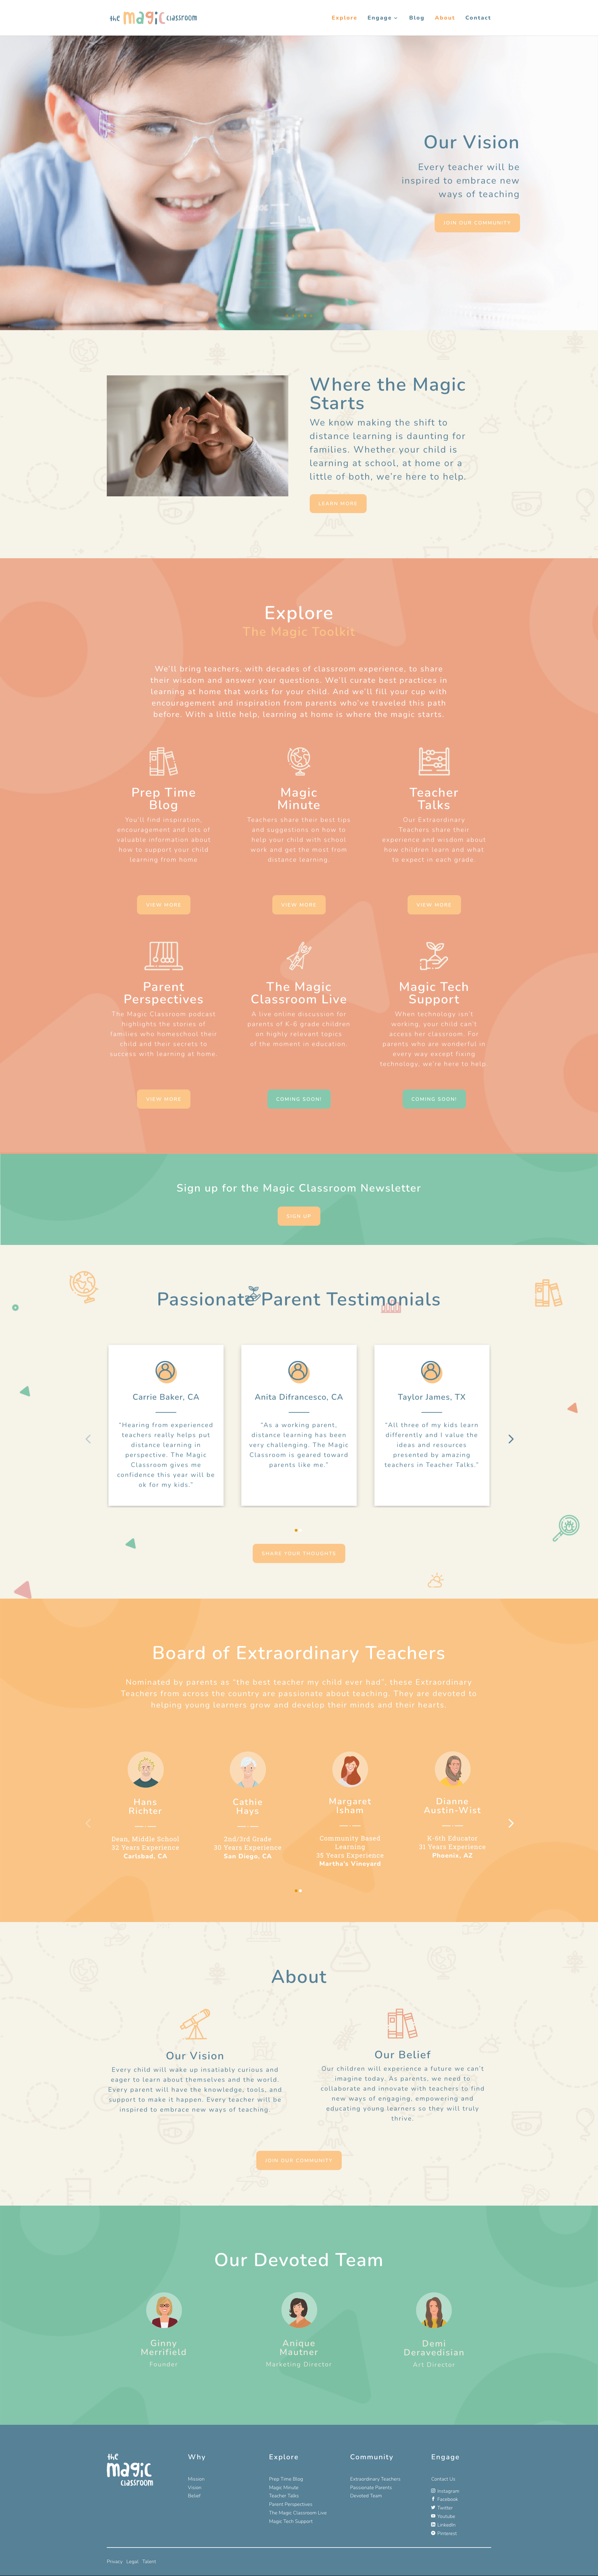 the magic classroom
Explore Engage Blog About Contact
Our Vision
Every teacher will be
inspired to embrace new
ways of teaching
JOIN OUR COMMUNITY
Where the Magic
Starts
We know making the shift to
distance learning is daunting for
families. Whether your child is
learning at school, at home or a
little of both, we're here to help.
LEARN MORE
Explore
The Magic Toolkit
We'll bring teachers, with decades of classroom experience, to share
their wisdom and answer your questions. We'll curate best practices in
learning at home that works for your child. And we'll fill your cup with
encouragement and inspiration from parents who've traveled this path
before. With a little help, learning at home is where the magic starts.
Prep Time
Blog
You'll find inspiration,
encouragement and lots of
valuable information about
how to support your child
learning from home.
VIEW MORE
Magic
Minute
Teachers share their best tips
and suggestions on how to
help your child with school
work and get the most from
distance learning.
VIEW MORE
Teacher
Talks
Our Extraordinary
Teachers share their
experience and wisdom about
how children learn and what
to expect in each grade.
VIEW MORE
Parent
Perspectives
The Magic Classroom podcast
highlights the stories of
families who homeschool their
child and their secrets to
success with learning at home.
VIEW MORE
The Magic
Classroom Live
A live online discussion for
parents of K-6 grade children
on highly relevant topics
of the moment in education.
COMING SOON!
Magic Tech
Support
When technology isn't
working, your child can't
access her classroom. For
parents who are wonderful in
every way except fixing
technology, we're here to help.
COMING SOON!
Sign up for the Magic Classroom Newsletter
SIGN UP
Passionate Parent Testimonials
Carrie Baker, CA
"Hearing from experienced
teachers really helps put
distance learning in
perspective. The Magic
Classroom gives me
confidence this year will be
ok for my kids."
Anita Difrancesco, CA
"As a working parent,
distance learning has been
very challenging. The Magic
Classroom is geared toward
parents like me."
Taylor James, TX
"All three of my kids learn
differently and I value the
ideas and resources
presented by amazing
teachers in Teacher Talks."
SHARE YOUR THOUGHTS
Board of Extraordinary Teachers
Nominated by parents as "the best teacher my child ever had", these Extraordinary
Teachers from across the country are passionate about teaching. They are devoted to
helping young learners grow and develop their minds and their hearts.
Hans
Richter
Dean, Middle School
32 Years Experience
Carlsbad, CA
Cathie
Hays
2nd/3rd Grade
30 Years Experience
San Diego, CA
Margaret
Isham
Community Based
Learning
35 Years Experience
Martha's Vineyard
Dianne
Austin-Wist
K-6th Educator
31 Years Experience
Phoenix, AZ
About
Our Vision
Every child will wake up insatiably curious and
eager to learn about themselves and the world.
Every parent will have the knowledge, tools, and
support to make it happen. Every teacher will be
inspired to embrace new ways of teaching.
Our Belief
Our children will experience a future we can't
imagine today. As parents, we need to
collaborate and innovate with teachers to find
new ways of engaging, empowering and
educating young learners so they will truly
thrive.
JOIN OUR COMMUNITY
Our Devoted Team
Ginny
Merrifield
Founder
Anique
Mautner
Marketing Director
Demi
Deravedisian
Art Director
the
magic
classroom
Why
Mission
Vision
Belief
Explore
Prep Time Blog
Magic Minute
Teacher Talks
Parent Perspectives
The Magic Classroom Live
Magic Tech Support
Community
Extraordinary Teachers
Passionate Parents
Devoted Team
Engage
Contact Us
Instagram
Facebook
Twitter
Youtube
LinkedIn
Pinterest
Privacy Legal Talent